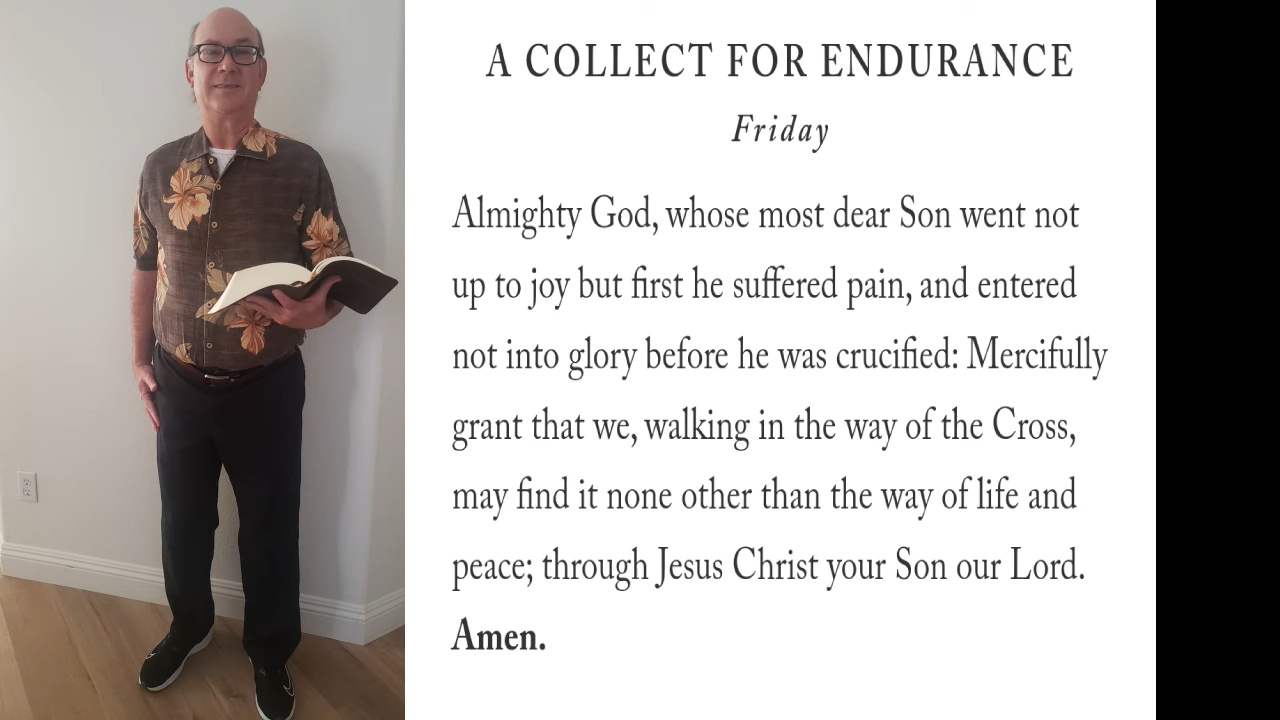 A COLLECT FOR ENDURANCE
Friday
Almighty God, whose most dear Son went not
up to joy but first he suffered pain, and entered
not into glory before he was crucified: Mercifully
grant that we, walking in the way of the Cross,
may find it none other than the way of life and
peace; through Jesus Christ your Son our Lord.
Amen.